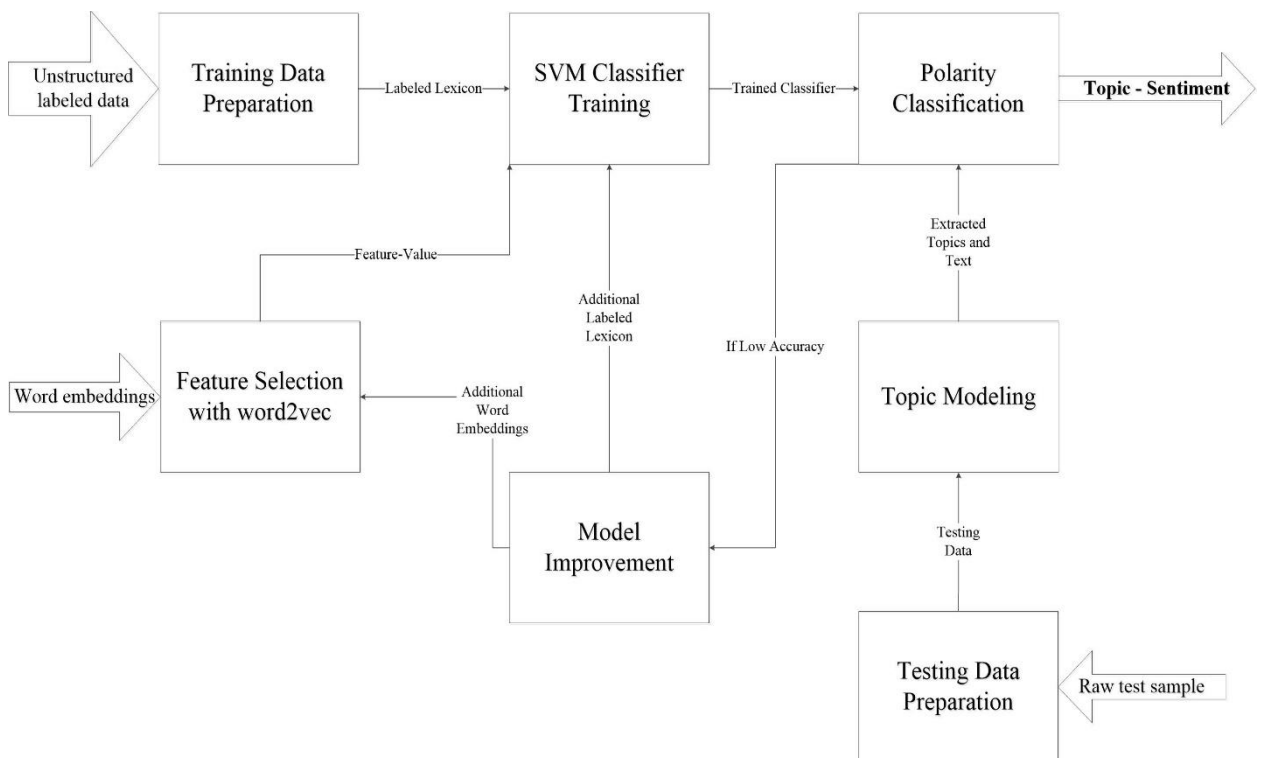 Unstructured
labeled data
Training Data
Preparation
Labeled Lexicon
SVM Classifier
Training
Trained Classifier
Polarity
Classification
Topic - Sentiment
Feature-Value
Additional
Labeled
Lexicon
If Low Accuracy
Extracted
Topics and
Text
Word embeddings
Feature Selection
with word2vec
Additional
Word
Embeddings
Topic Modeling
Model
Improvement
Testing
Data
Testing Data
Preparation
Raw test sample